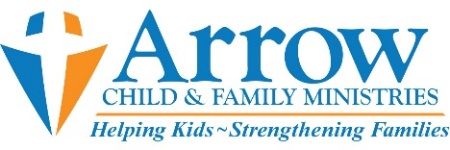 Arrow
CHILD & FAMILY MINISTRIES
Helping Kids~Strengthening Families